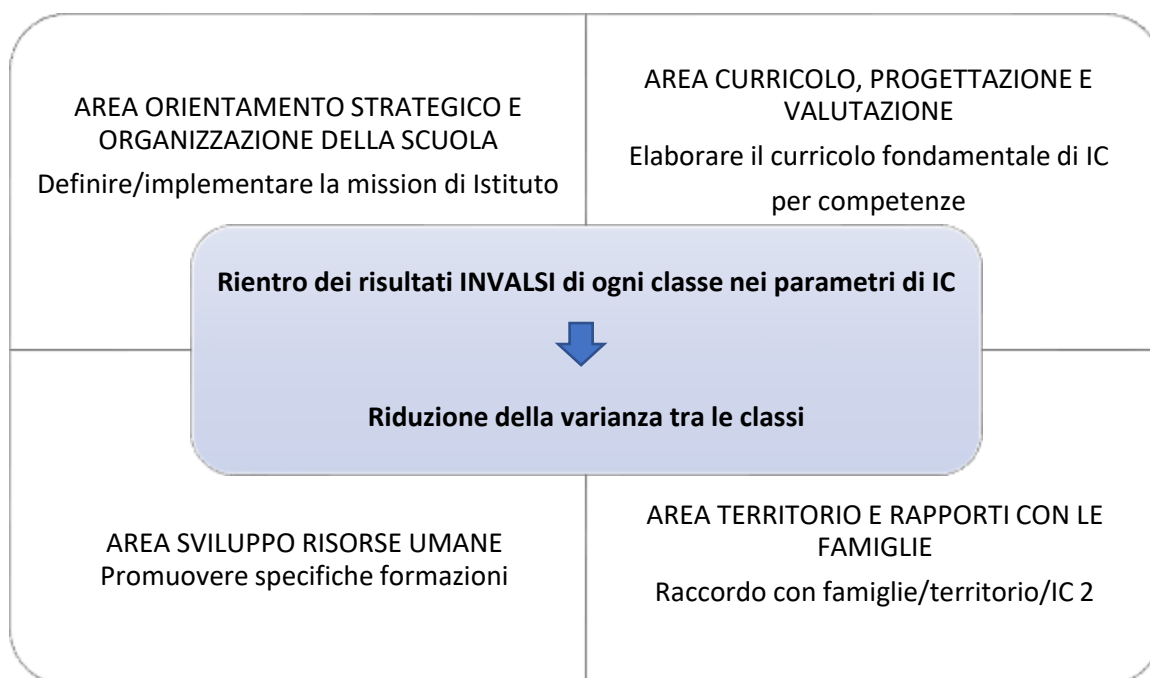 AREA ORIENTAMENTO STRATEGICO E
ORGANIZZAZIONE DELLA SCUOLA
Definire/implementare la mission di Istituto
AREA CURRICOLO, PROGETTAZIONE E
VALUTAZIONE
Elaborare il curricolo fondamentale di IC
per competenze
Rientro dei risultati INVALSI di ogni classe nei parametri di IC
Riduzione della varianza tra le classi
AREA SVILUPPO RISORSE UMANE
Promuovere specifiche formazioni
AREA TERRITORIO E RAPPORTI CON LE
FAMIGLIE
Raccordo con famiglie/territorio/IC 2